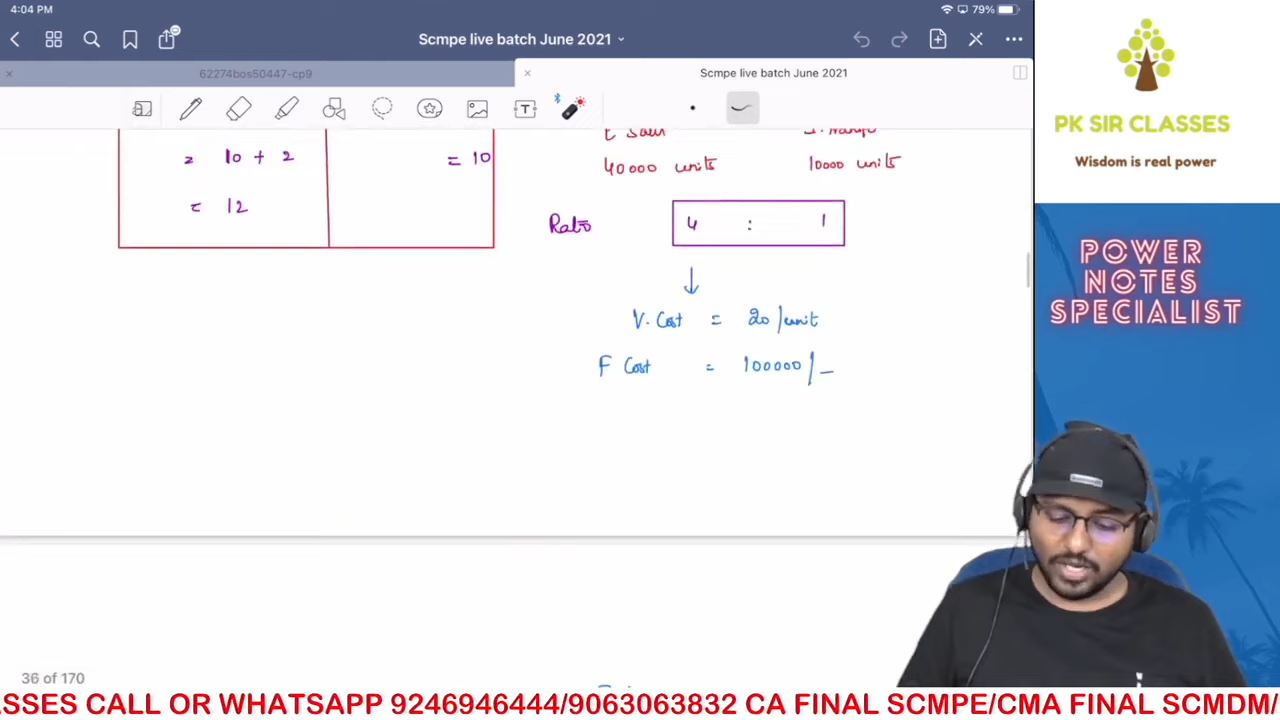 4:04 PM
79%
Scmpe live batch June 2021
62274bos50447-cp9
Scmpe live batch June 2021
= 10 + 2
= 10
= 12
40000 units 10000 units
Ratio 4 : 1
V. Cost = 20/unit
F Cost = 100000/-
36 of 170
PK SIR CLASSES
Wisdom is real power
POWER
NOTES
SPECIALIST
SSES CALL OR WHATSAPP 9246946444/9063063832 CA FINAL SCMPE/CMA FINAL SCMDM/